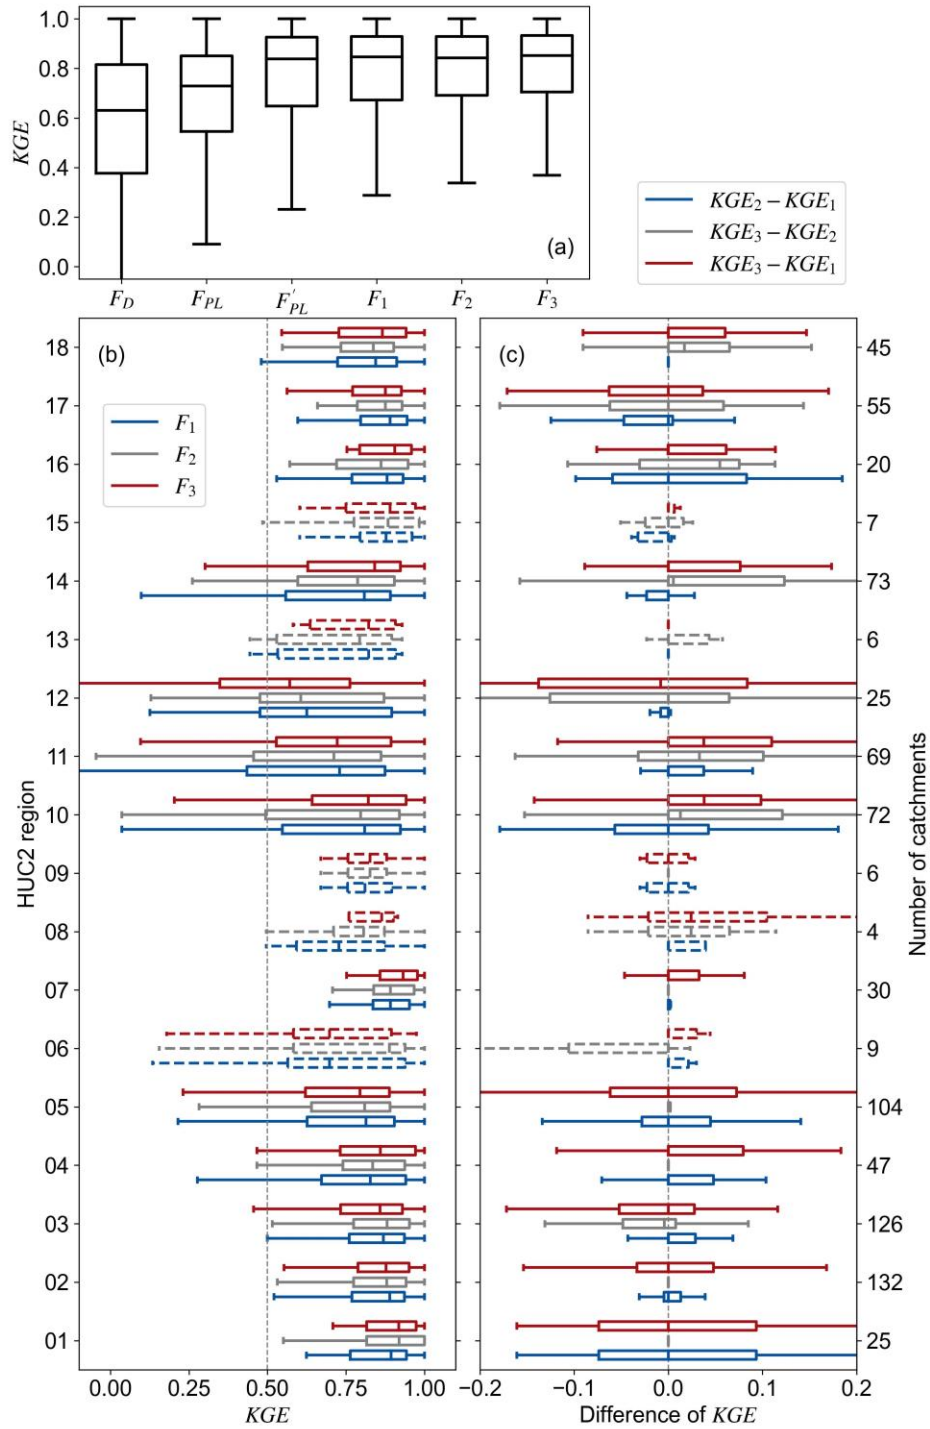 1.0
0.8
0.6
0.4
0.2
0.0
KGE
(a)
F_D F_PL F'_PL F_1 F_2 F_3
KGE_2 − KGE_1
KGE_3 − KGE_2
KGE_3 − KGE_1
(b)
F_1
F_2
F_3
18
17
16
15
14
13
12
11
10
09
08
07
06
05
04
03
02
01
HUC2 region
0.00 0.25 0.50 0.75 1.00
KGE
(c)
45
55
20
7
73
6
25
69
72
6
4
30
9
104
47
126
132
25
Number of catchments
−0.2 −0.1 0.0 0.1 0.2
Difference of KGE